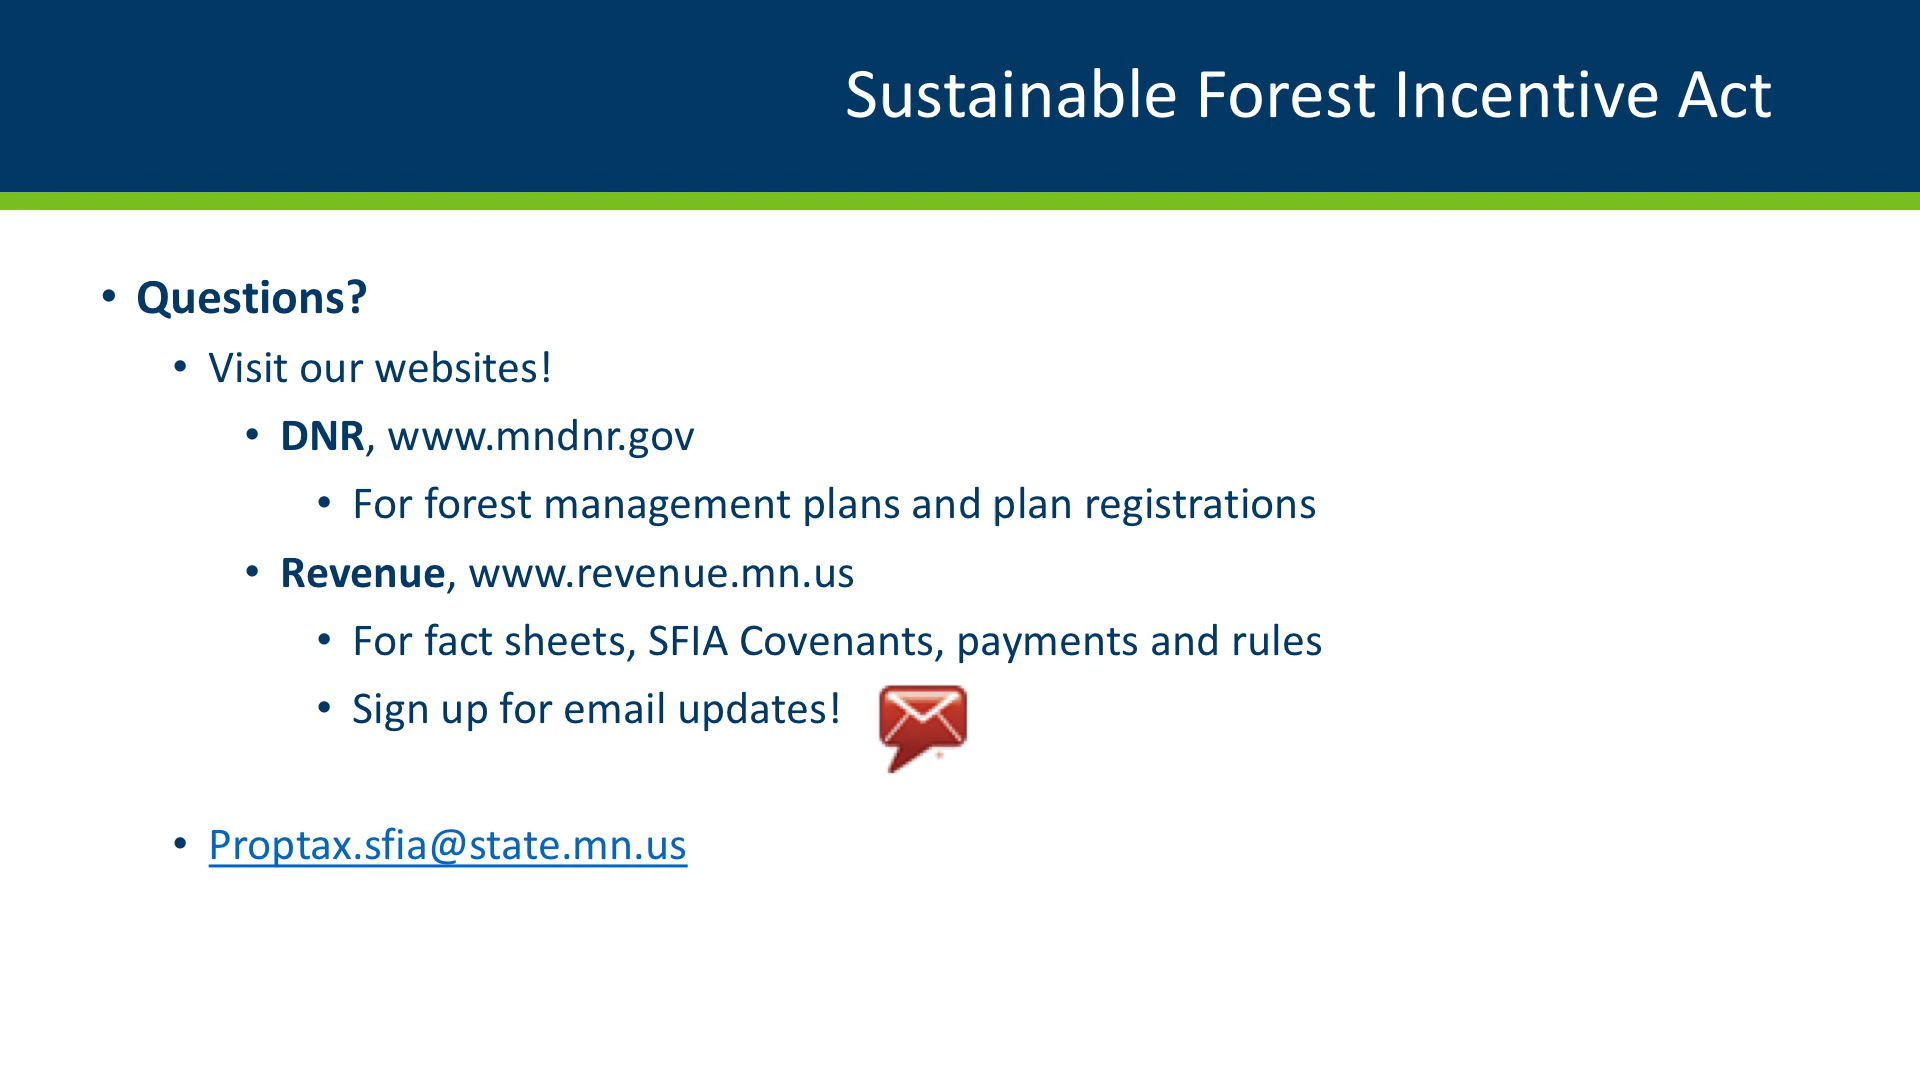 Sustainable Forest Incentive Act
• Questions?
• Visit our websites!
• DNR, www.mndnr.gov
• For forest management plans and plan registrations
• Revenue, www.revenue.mn.us
• For fact sheets, SFIA Covenants, payments and rules
• Sign up for email updates!
• Proptax.sfia@state.mn.us